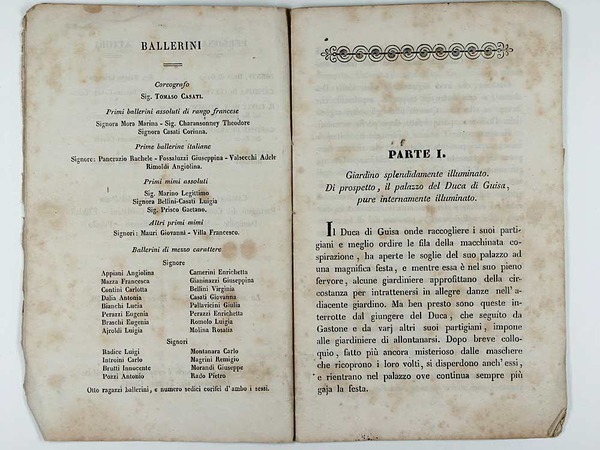 BALLERINI
Coreografo
Sig. Tomaso Casati.
Primi ballerini assoluti di rango francese
Signora Mora Marina - Sig. Charansonney Theodore
Signora Casati Corinna.
Prime ballerine italiane
Signore: Pancrazio Rachele - Fossaluzzi Giuseppina - Valsecchi Adele
Rimoldi Angiolina.
Primi mimi assoluti
Sig. Marino Legittimo
Signora Bellini-Casati Luigia
Sig. Prisco Gaetano.
Altri primi mimi
Signori: Mauri Giovanni - Villa Francesco.
Ballerini di mezzo carattere
Signore
Appiani Angiolina Camerini Enrichetta
Mazza Francesca Gianinazzi Giuseppina
Contini Carlotta Bellini Virginia
Dalia Antonia Casati Giovanna
Bianchi Lucia Pallavicini Giulia
Perazzi Eugenia Perazzi Enrichetta
Braschi Eugenia Romolo Luigia
Ajroldi Luigia Molina Rosalia
Signori
Radice Luigi Montanara Carlo
Introini Carlo Magrini Remigio
Brutti Innocente Morandi Giuseppe
Pozzi Antonio Rado Pietro
Otto ragazzi ballerini, e numero sedici corifei d'ambo i sessi.
PARTE I.
Giardino splendidamente illuminato.
Di prospetto, il palazzo del Duca di Guisa,
pure internamente illuminato.
Il Duca di Guisa onde raccogliere i suoi parti-
giani e meglio ordire le fila della macchinata co-
spirazione, ha aperte le soglie del suo palazzo ad
una magnifica festa, e mentre essa è nel suo pieno
fervore, alcune giardiniere approfittano della cir-
costanza per trattenersi in allegre danze nell'a-
diacente giardino. Ma ben presto sono queste in-
terrotte dal giungere del Duca, che seguito da
Gastone e da varj altri suoi partigiani, impone
alle giardiniere di allontanarsi. Dopo breve collo-
quio, fatto più ancora misterioso dalle maschere
che ricoprono i loro volti, si disperdono anch'essi,
e rientrano nel palazzo ove continua sempre più
gaja la festa.